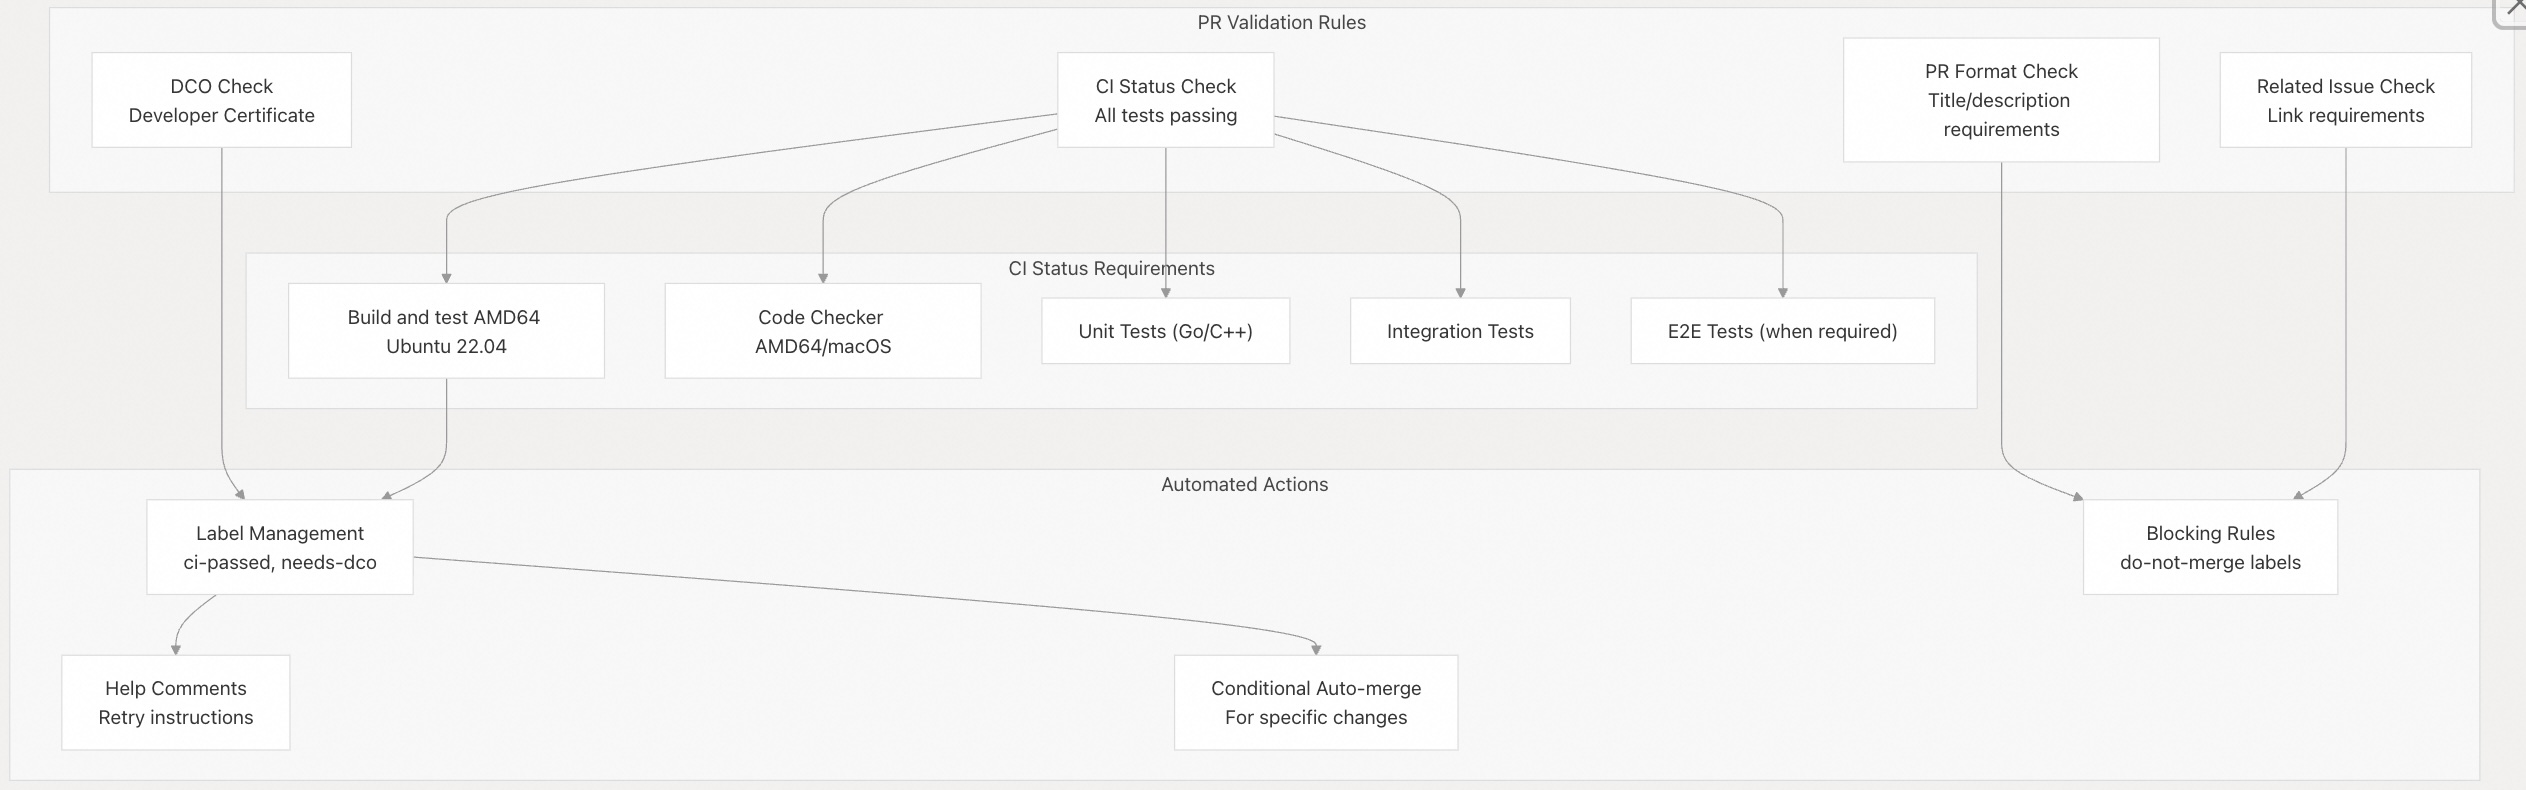 PR Validation Rules
DCO Check
Developer Certificate
CI Status Check
All tests passing
PR Format Check
Title/description
requirements
Related Issue Check
Link requirements
CI Status Requirements
Build and test AMD64
Ubuntu 22.04
Code Checker
AMD64/macOS
Unit Tests (Go/C++)
Integration Tests
E2E Tests (when required)
Automated Actions
Label Management
ci-passed, needs-dco
Blocking Rules
do-not-merge labels
Help Comments
Retry instructions
Conditional Auto-merge
For specific changes